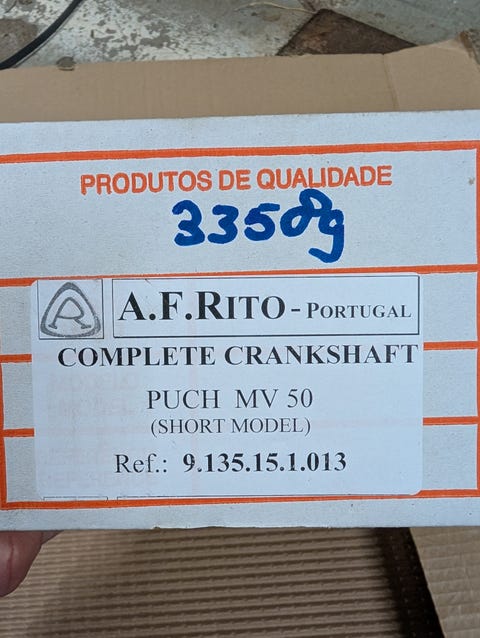 PRODUTOS DE QUALIDADE
3350g
A.F.RITO - PORTUGAL
COMPLETE CRANKSHAFT
PUCH MV 50
(SHORT MODEL)
Ref.: 9.135.15.1.013